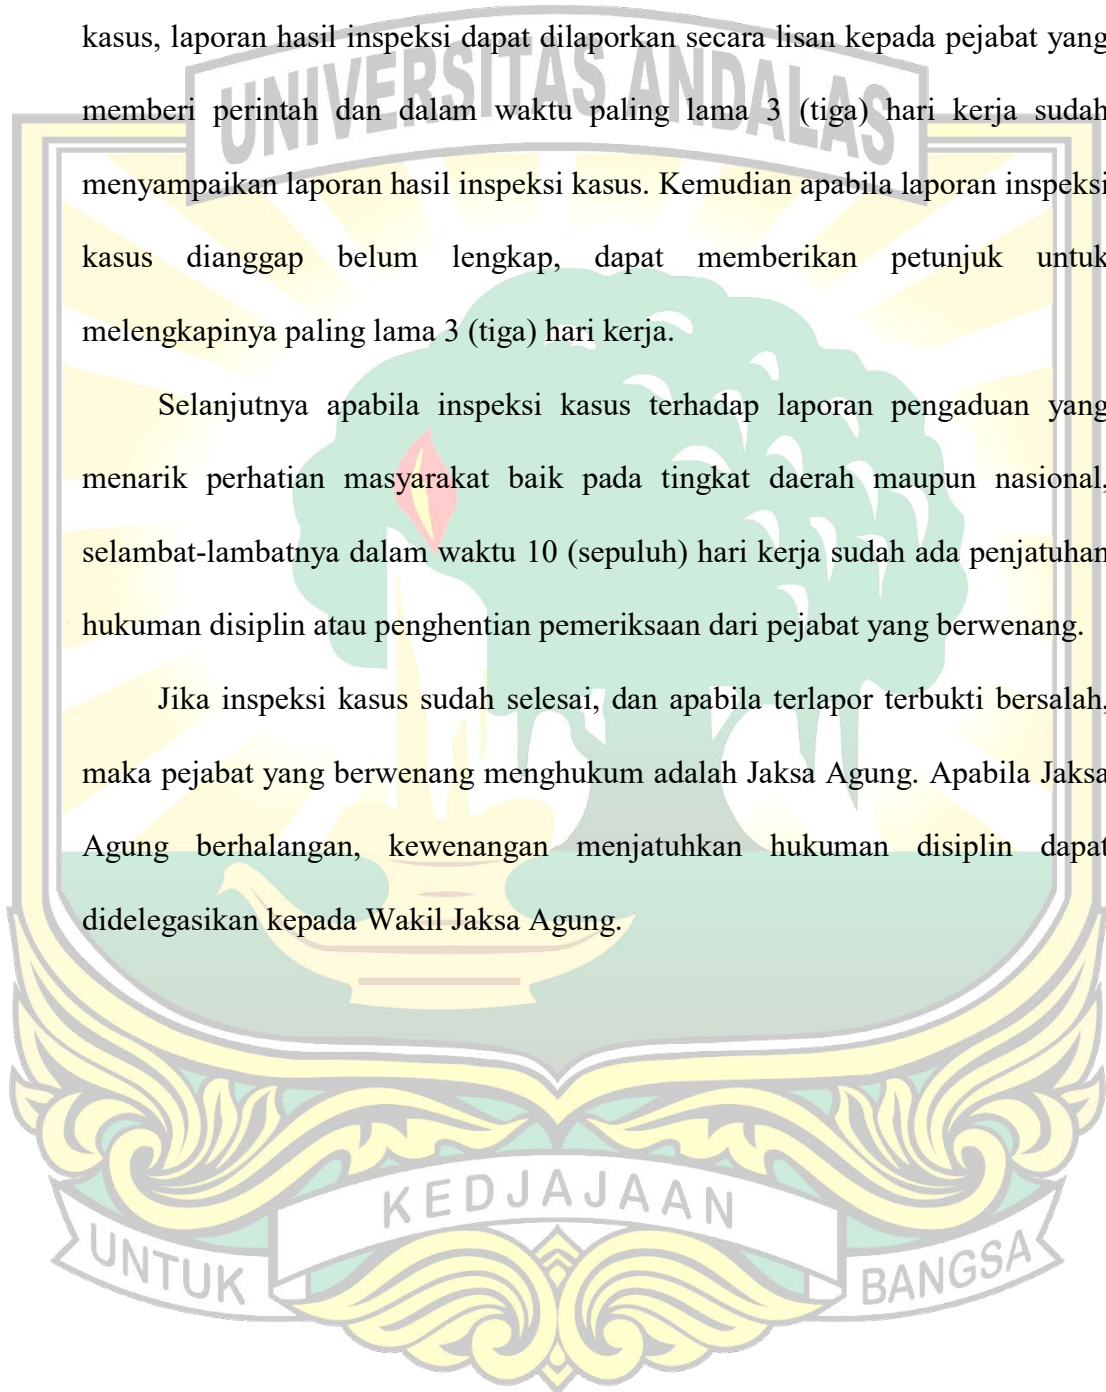 kasus, laporan hasil inspeksi dapat dilaporkan secara lisan kepada pejabat yang
UNIVERSITAS ANDALAS
memberi perintah dan dalam waktu paling lama 3 (tiga) hari kerja sudah
menyampaikan laporan hasil inspeksi kasus. Kemudian apabila laporan inspeksi
kasus dianggap belum lengkap, dapat memberikan petunjuk untuk
melengkapinya paling lama 3 (tiga) hari kerja.
Selanjutnya apabila inspeksi kasus terhadap laporan pengaduan yang
menarik perhatian masyarakat baik pada tingkat daerah maupun nasional,
selambat-lambatnya dalam waktu 10 (sepuluh) hari kerja sudah ada penjatuhan
hukuman disiplin atau penghentian pemeriksaan dari pejabat yang berwenang.
Jika inspeksi kasus sudah selesai, dan apabila terlapor terbukti bersalah,
maka pejabat yang berwenang menghukum adalah Jaksa Agung. Apabila Jaksa
Agung berhalangan, kewenangan menjatuhkan hukuman disiplin dapat
didelegasikan kepada Wakil Jaksa Agung.
UNTUK KEDJAJAAN BANGSA